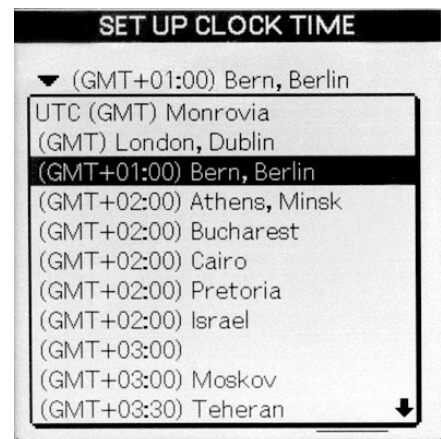 SET UP CLOCK TIME
(GMT+01:00) Bern, Berlin
UTC (GMT) Monrovia
(GMT) London, Dublin
(GMT+01:00) Bern, Berlin
(GMT+02:00) Athens, Minsk
(GMT+02:00) Bucharest
(GMT+02:00) Cairo
(GMT+02:00) Pretoria
(GMT+02:00) Israel
(GMT+03:00)
(GMT+03:00) Moskov
(GMT+03:30) Teheran